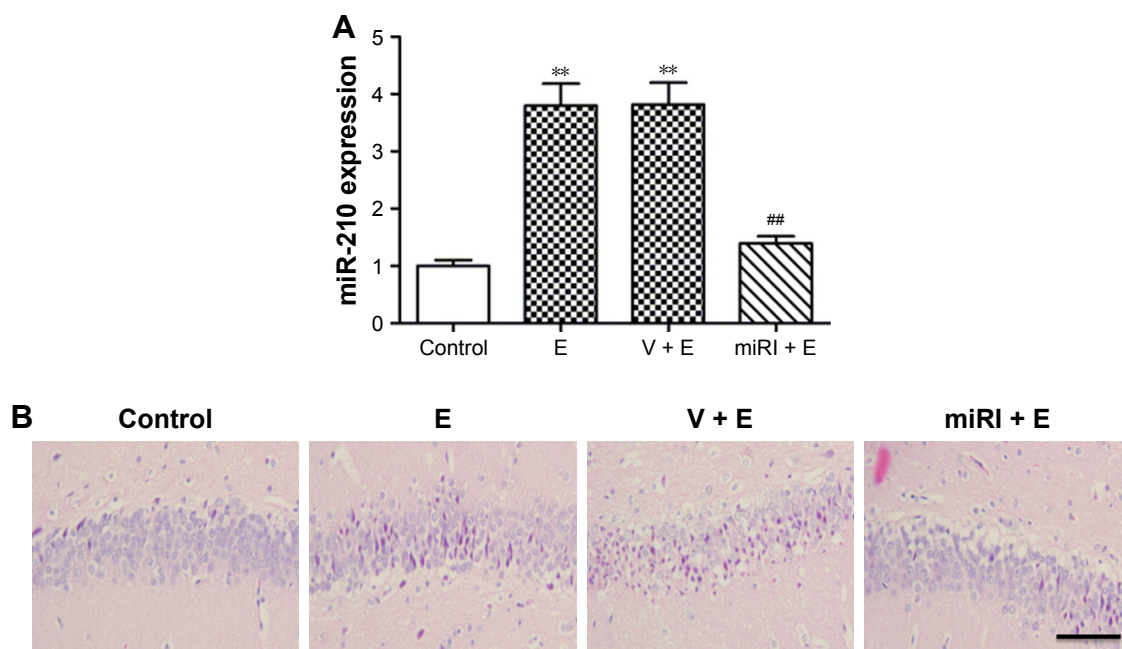 A
miR-210 expression
5
4
3
2
1
0
**
**
##
Control
E
V + E
miRI + E
B
Control
E
V + E
miRI + E